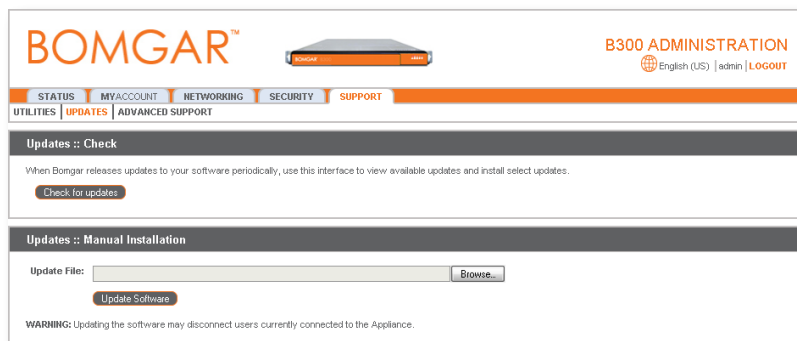 BOMGAR™
BOMGAR
B300 ADMINISTRATION
English (US) | admin | LOGOUT
STATUS MYACCOUNT NETWORKING SECURITY SUPPORT
UTILITIES | UPDATES | ADVANCED SUPPORT
Updates :: Check
When Bomgar releases updates to your software periodically, use this interface to view available updates and install select updates.
Check for updates
Updates :: Manual Installation
Update File: Browse...
Update Software
WARNING: Updating the software may disconnect users currently connected to the Appliance.